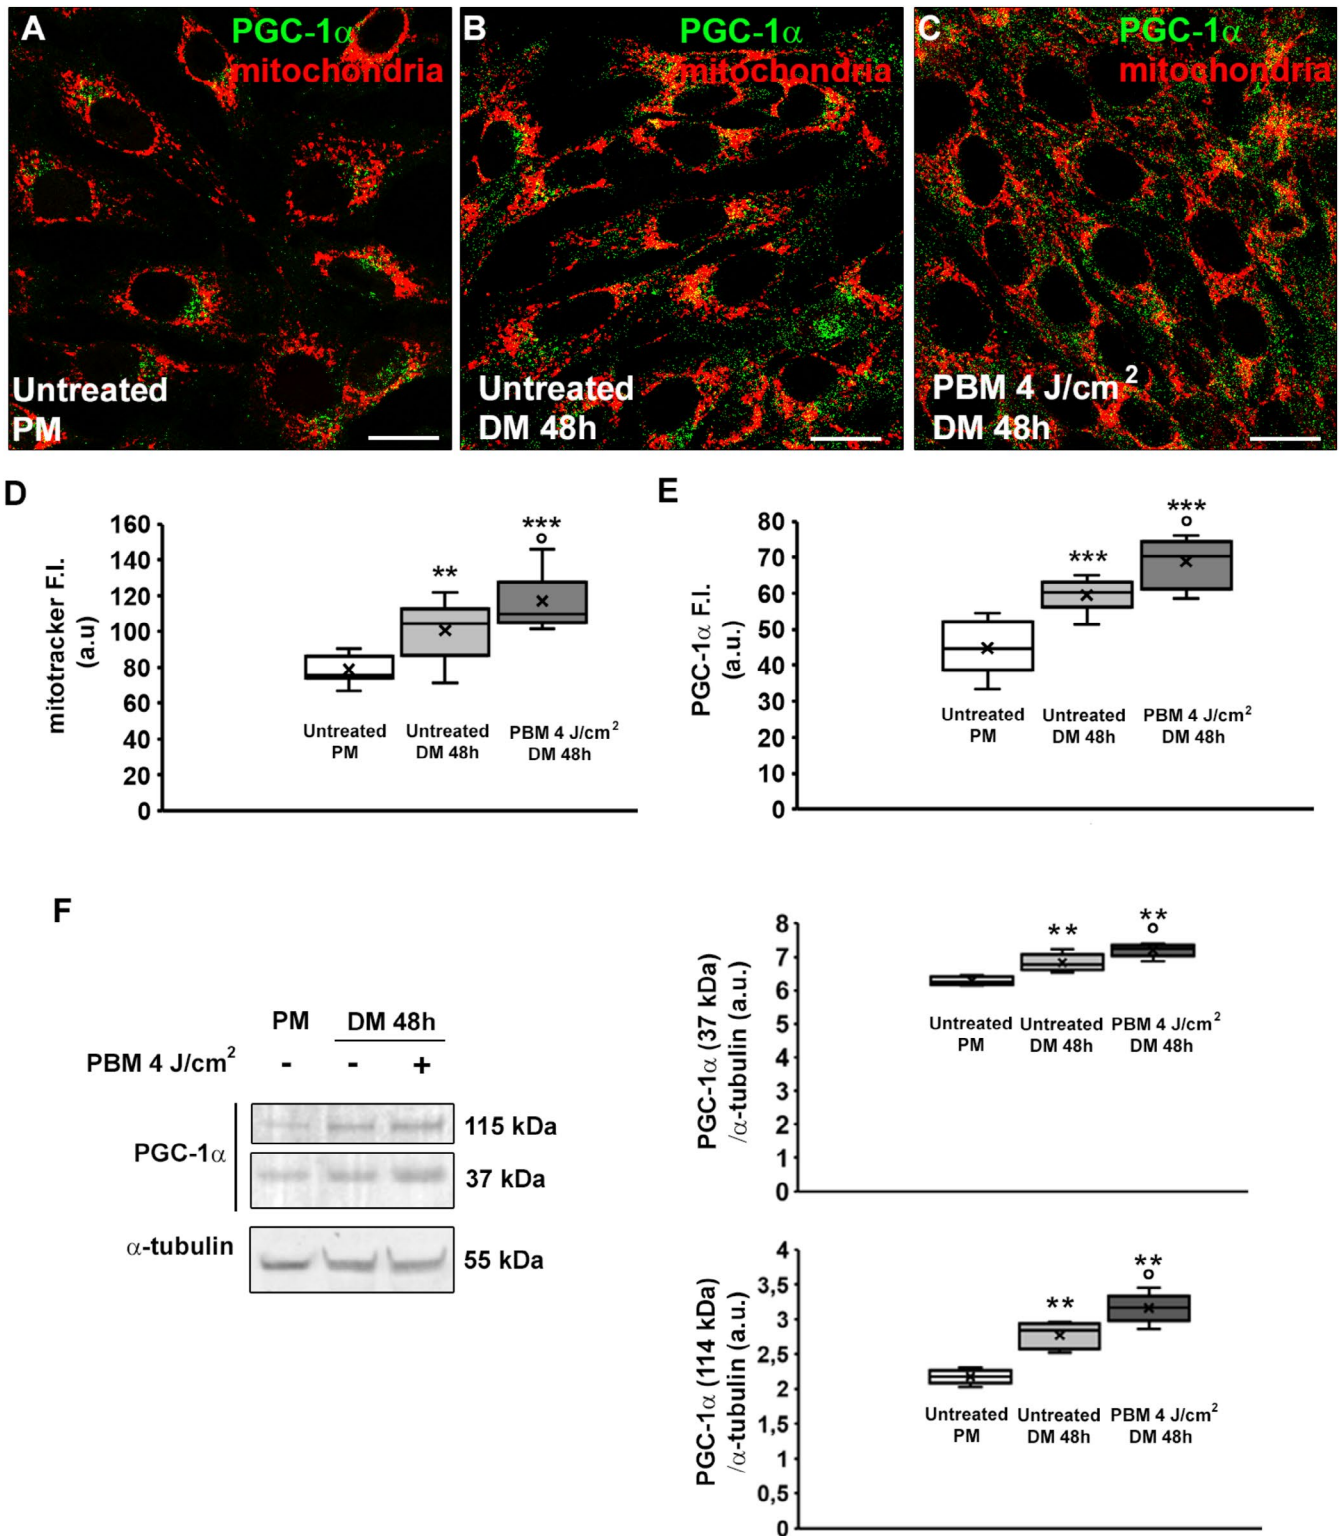 A
PGC-1α
mitochondria
Untreated
PM
B
PGC-1α
mitochondria
Untreated
DM 48h
C
PGC-1α
mitochondria
PBM 4 J/cm²
DM 48h
D
mitotracker F.I.
(a.u)
160
140
120
100
80
60
40
20
0
**
***
°
Untreated
PM
Untreated
DM 48h
PBM 4 J/cm²
DM 48h
E
PGC-1α F.I.
(a.u.)
80
70
60
50
40
30
20
10
0
***
***
°
Untreated
PM
Untreated
DM 48h
PBM 4 J/cm²
DM 48h
F
PM DM 48h
PBM 4 J/cm² - - +
PGC-1α
115 kDa
37 kDa
α-tubulin 55 kDa
PGC-1α (37 kDa)
/α-tubulin (a.u.)
8
7
6
5
4
3
2
1
0
**
**
°
Untreated
PM
Untreated
DM 48h
PBM 4 J/cm²
DM 48h
PGC-1α (114 kDa)
/α-tubulin (a.u.)
4
3,5
3
2,5
2
1,5
1
0,5
0
**
**
°
Untreated
PM
Untreated
DM 48h
PBM 4 J/cm²
DM 48h